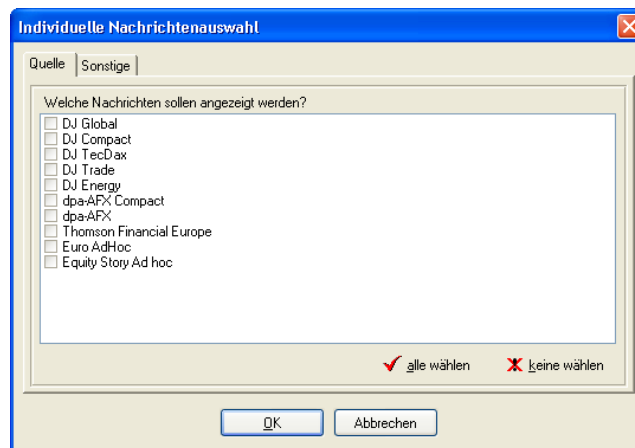 Individuelle Nachrichtenauswahl
Quelle
Sonstige
Welche Nachrichten sollen angezeigt werden?
DJ Global
DJ Compact
DJ TecDax
DJ Trade
DJ Energy
dpa-AFX Compact
dpa-AFX
Thomson Financial Europe
Euro AdHoc
Equity Story Ad hoc
alle wählen
keine wählen
OK
Abbrechen